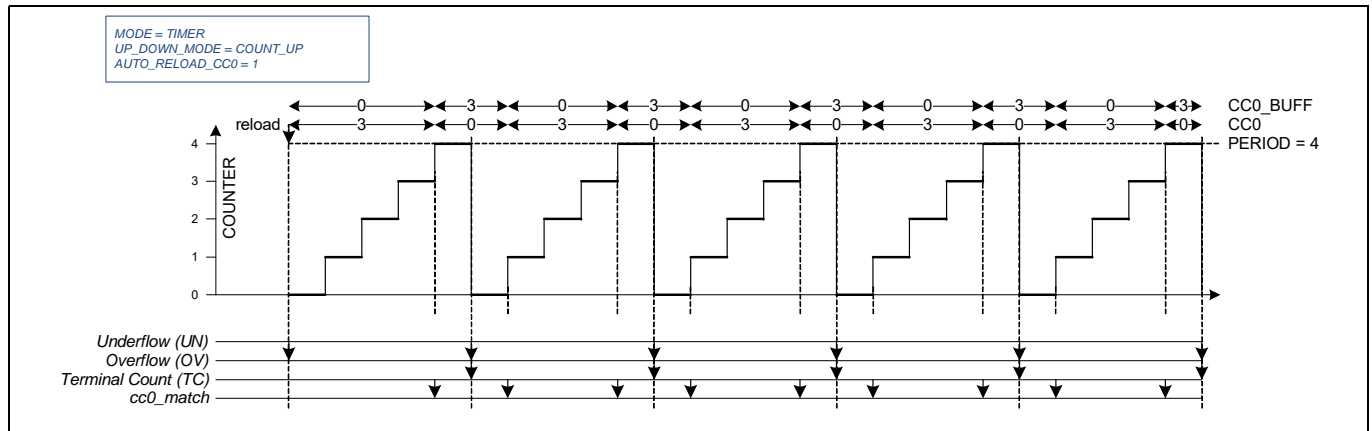 MODE = TIMER
UP_DOWN_MODE = COUNT_UP
AUTO_RELOAD_CC0 = 1
0 3 0 3 0 3 0 3 0 3 CC0_BUFF
reload 3 0 3 0 3 0 3 0 3 0 CC0
4 PERIOD = 4
COUNTER
3
2
1
0
Underflow (UN)
Overflow (OV)
Terminal Count (TC)
cc0_match